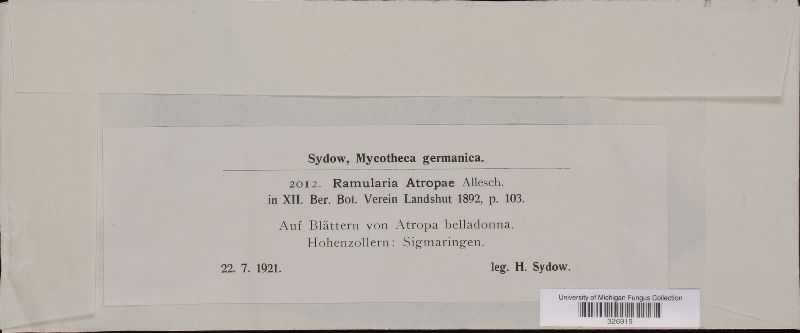 Sydow, Mycotheca germanica.
2012. Ramularia Atropae Allesch.
in XII. Ber. Bot. Verein Landshut 1892, p. 103.
Auf Blättern von Atropa belladonna.
Hohenzollern: Sigmaringen.
22. 7. 1921. leg. H. Sydow.
University of Michigan Fungus Collection
326919